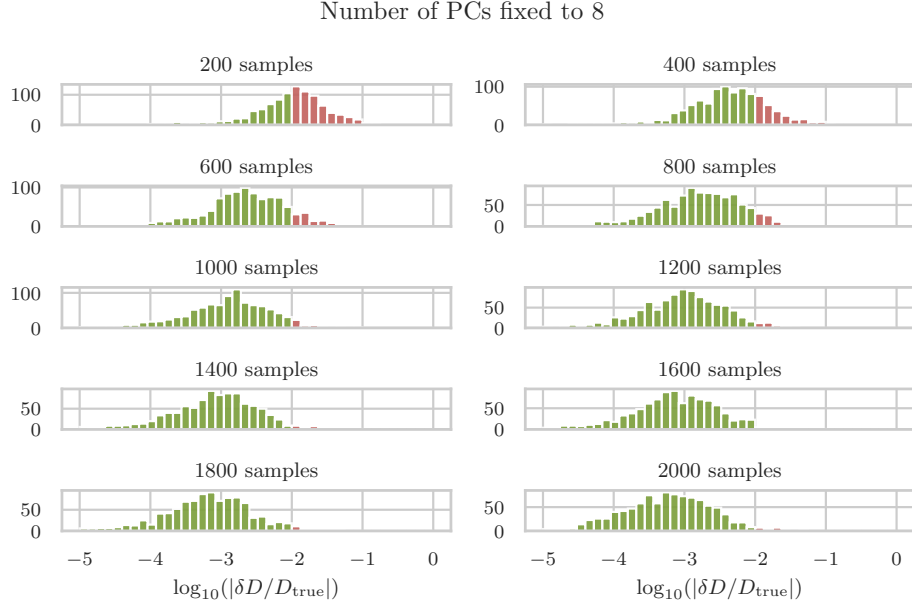 Number of PCs fixed to 8
200 samples
100
0
400 samples
100
0
600 samples
100
0
800 samples
50
0
1000 samples
100
0
1200 samples
50
0
1400 samples
50
0
1600 samples
50
0
1800 samples
50
0
−5 −4 −3 −2 −1 0
log₁₀(|δD/D_true|)
2000 samples
50
0
−5 −4 −3 −2 −1 0
log₁₀(|δD/D_true|)